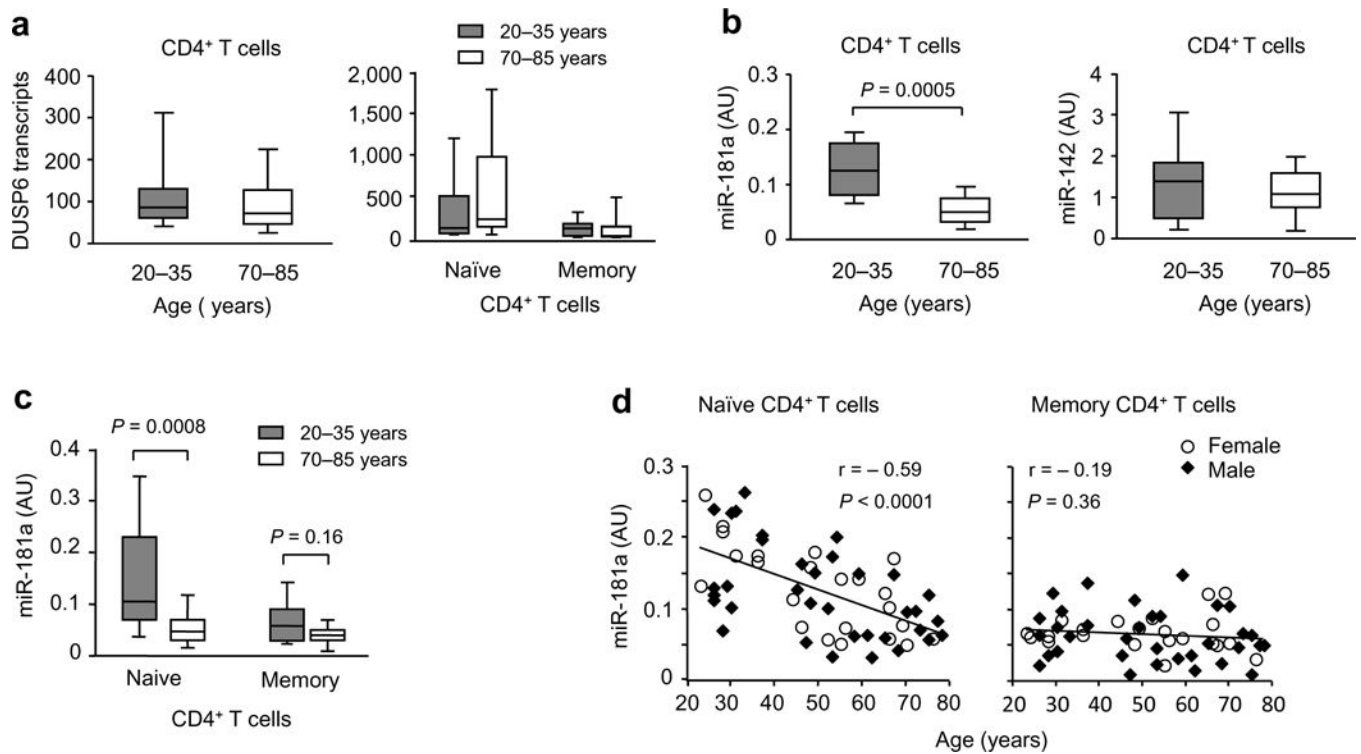 a
CD4⁺ T cells
DUSP6 transcripts
400
300
200
100
0
20–35
70–85
Age ( years)
20–35 years
70–85 years
2,000
1,500
1,000
500
0
Naïve
Memory
CD4⁺ T cells
b
CD4⁺ T cells
miR-181a (AU)
0.3
0.2
0.1
0
P = 0.0005
20–35
70–85
Age (years)
CD4⁺ T cells
miR-142 (AU)
4
3
2
1
0
20–35
70–85
Age (years)
c
P = 0.0008
20–35 years
70–85 years
miR-181a (AU)
0.4
0.3
0.2
0.1
0
P = 0.16
Naive
Memory
CD4⁺ T cells
d
Naïve CD4⁺ T cells
miR-181a (AU)
0.3
0.2
0.1
0
r = – 0.59
P < 0.0001
20 30 40 50 60 70 80
Memory CD4⁺ T cells
Female
Male
r = – 0.19
P = 0.36
20 30 40 50 60 70 80
Age (years)